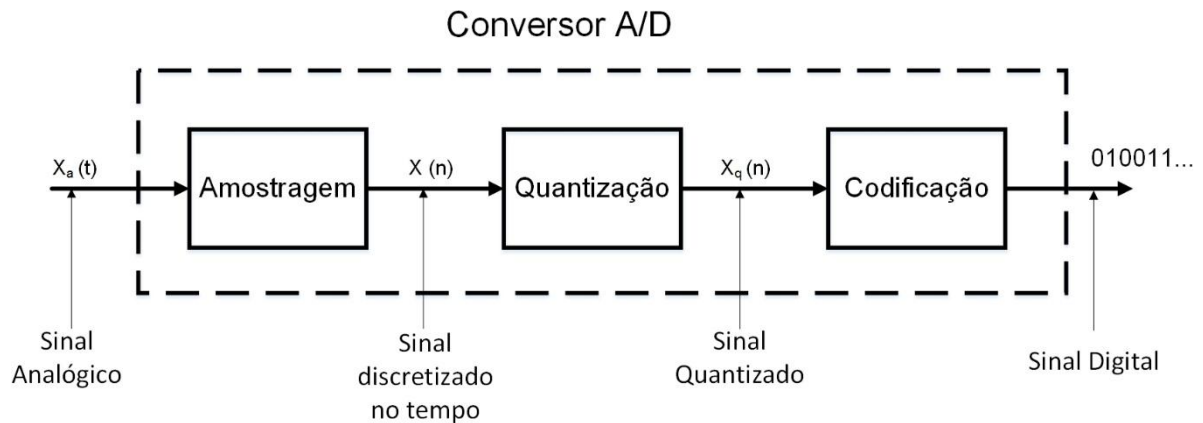 Conversor A/D
Xa (t)
Amostragem
X (n)
Quantização
Xq (n)
Codificação
010011...
Sinal
Analógico
Sinal
discretizado
no tempo
Sinal
Quantizado
Sinal Digital